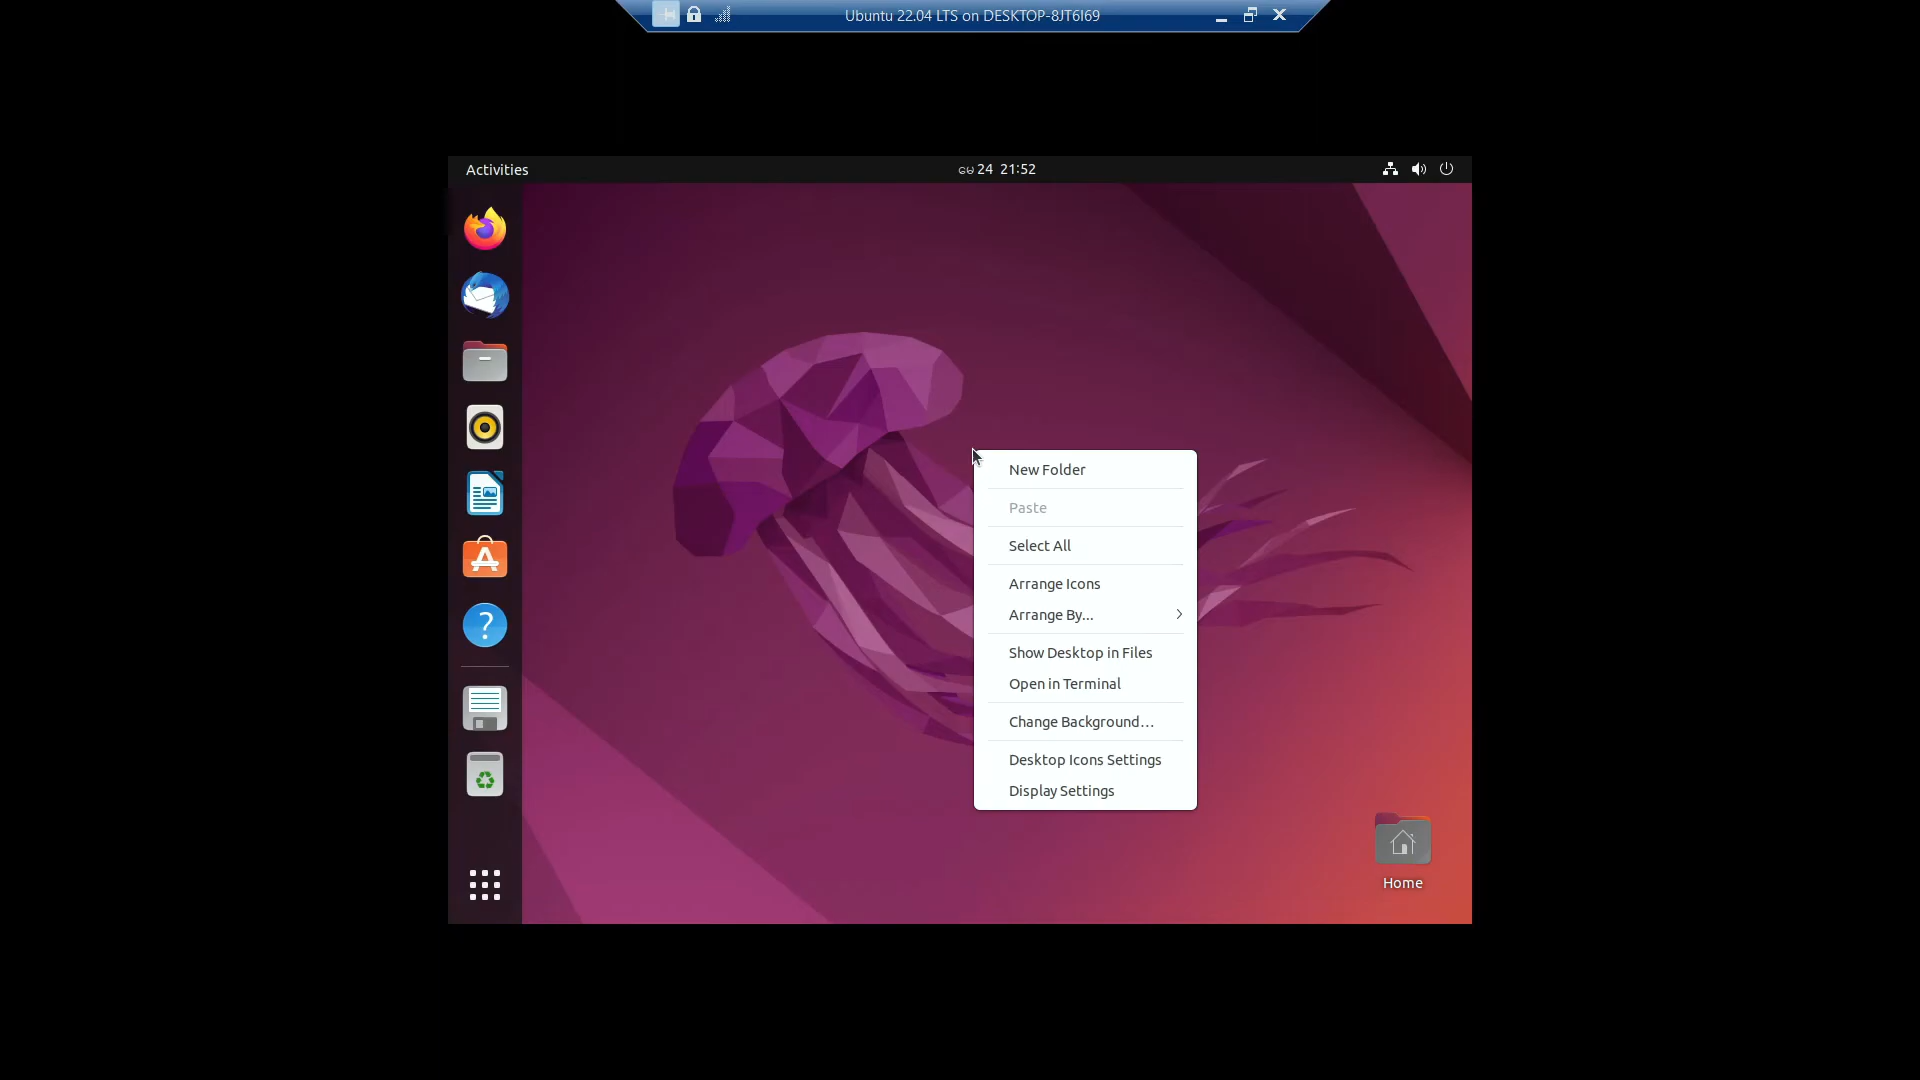 Ubuntu 22.04 LTS on DESKTOP-8JT6I69
Activities
မေ 24 21:52
New Folder
Paste
Select All
Arrange Icons
Arrange By...
Show Desktop in Files
Open in Terminal
Change Background…
Desktop Icons Settings
Display Settings
Home